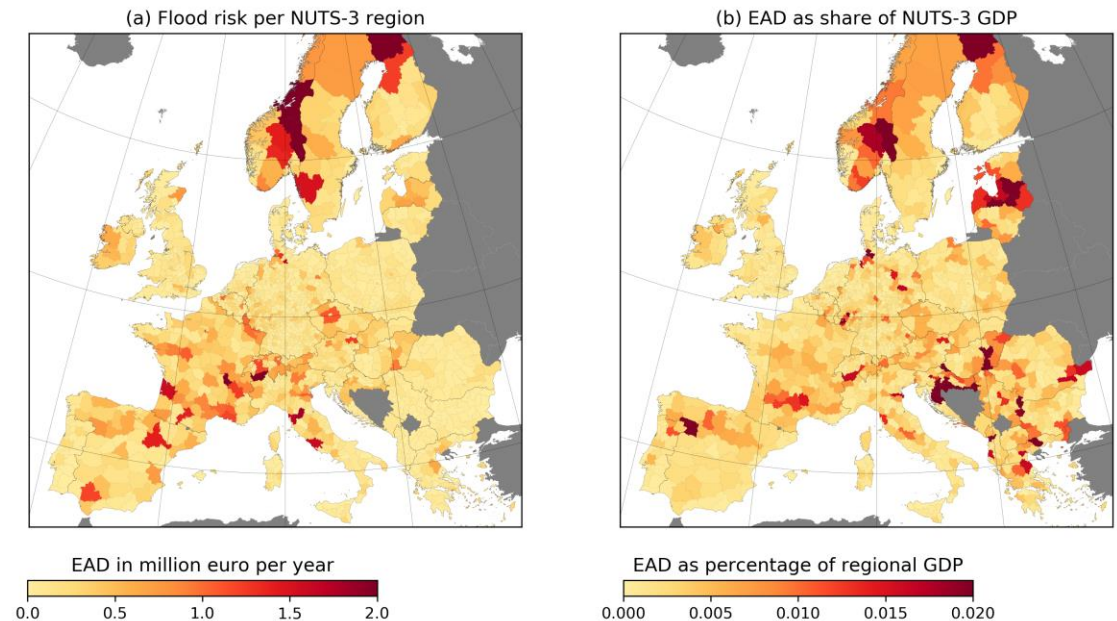 (a) Flood risk per NUTS-3 region
(b) EAD as share of NUTS-3 GDP
EAD in million euro per year
0.0 0.5 1.0 1.5 2.0
EAD as percentage of regional GDP
0.000 0.005 0.010 0.015 0.020